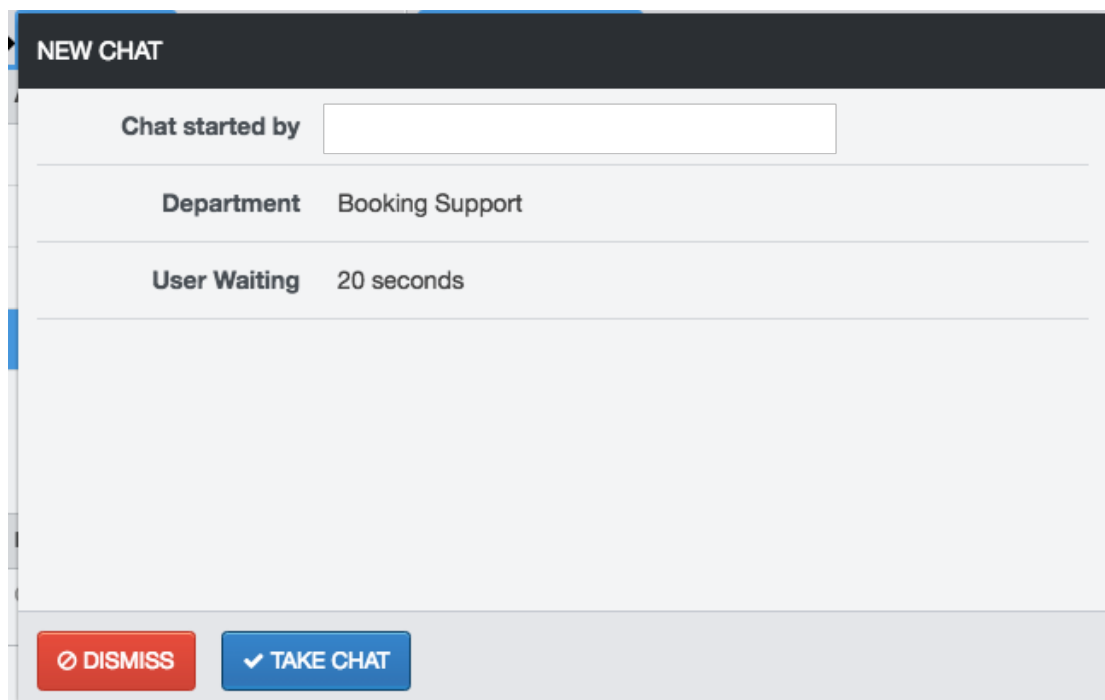 NEW CHAT
Chat started by
Department Booking Support
User Waiting 20 seconds
DISMISS TAKE CHAT